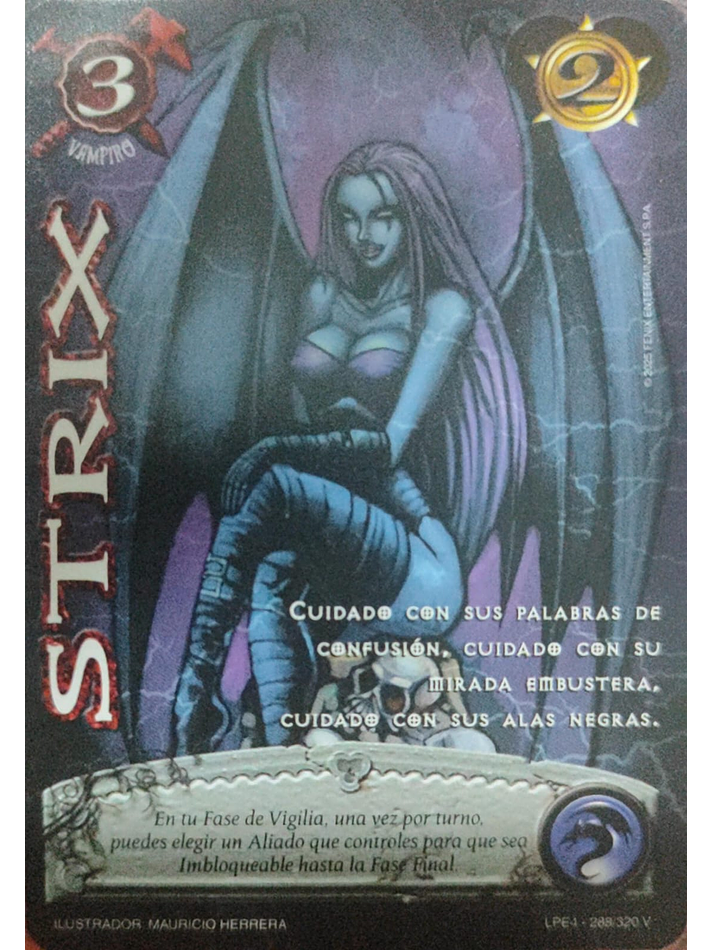 3
VAMPIRO
2
STRIX
© 2025 FENIX ENTERTAINMENT S.P.A.
CUIDADO CON SUS PALABRAS DE
CONFUSIÓN, CUIDADO CON SU
MIRADA EMBUSTERA,
CUIDADO CON SUS ALAS NEGRAS.
En tu Fase de Vigilia, una vez por turno,
puedes elegir un Aliado que controles para que sea
Imbloqueable hasta la Fase Final.
ILUSTRADOR: MAURICIO HERRERA
LPE-I - 288/320 V